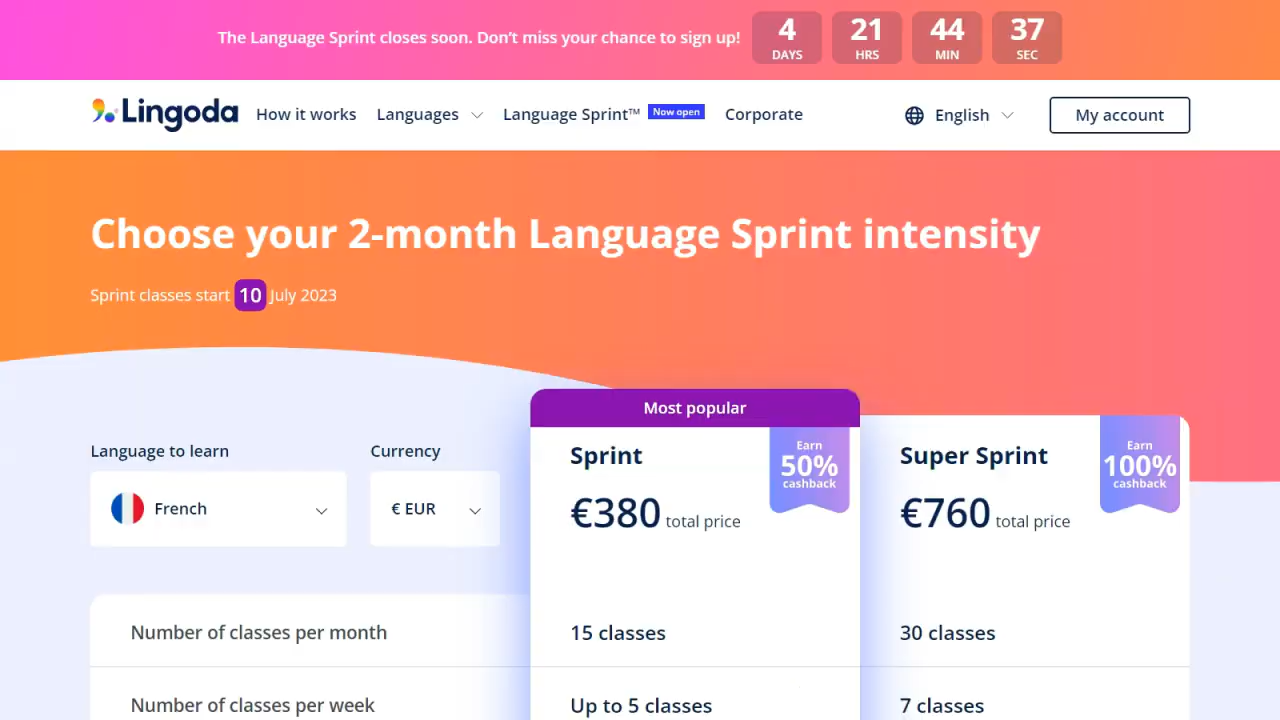 The Language Sprint closes soon. Don't miss your chance to sign up!
4 21 44 37
DAYS HRS MIN SEC
Lingoda How it works Languages Language Sprint™ Now open Corporate English My account
Choose your 2-month Language Sprint intensity
Sprint classes start 10 July 2023
Most popular
Language to learn
French
Currency
€ EUR
Sprint
Earn
50%
cashback
€380 total price
Super Sprint
Earn
100%
cashback
€760 total price
Number of classes per month 15 classes 30 classes
Number of classes per week Up to 5 classes 7 classes